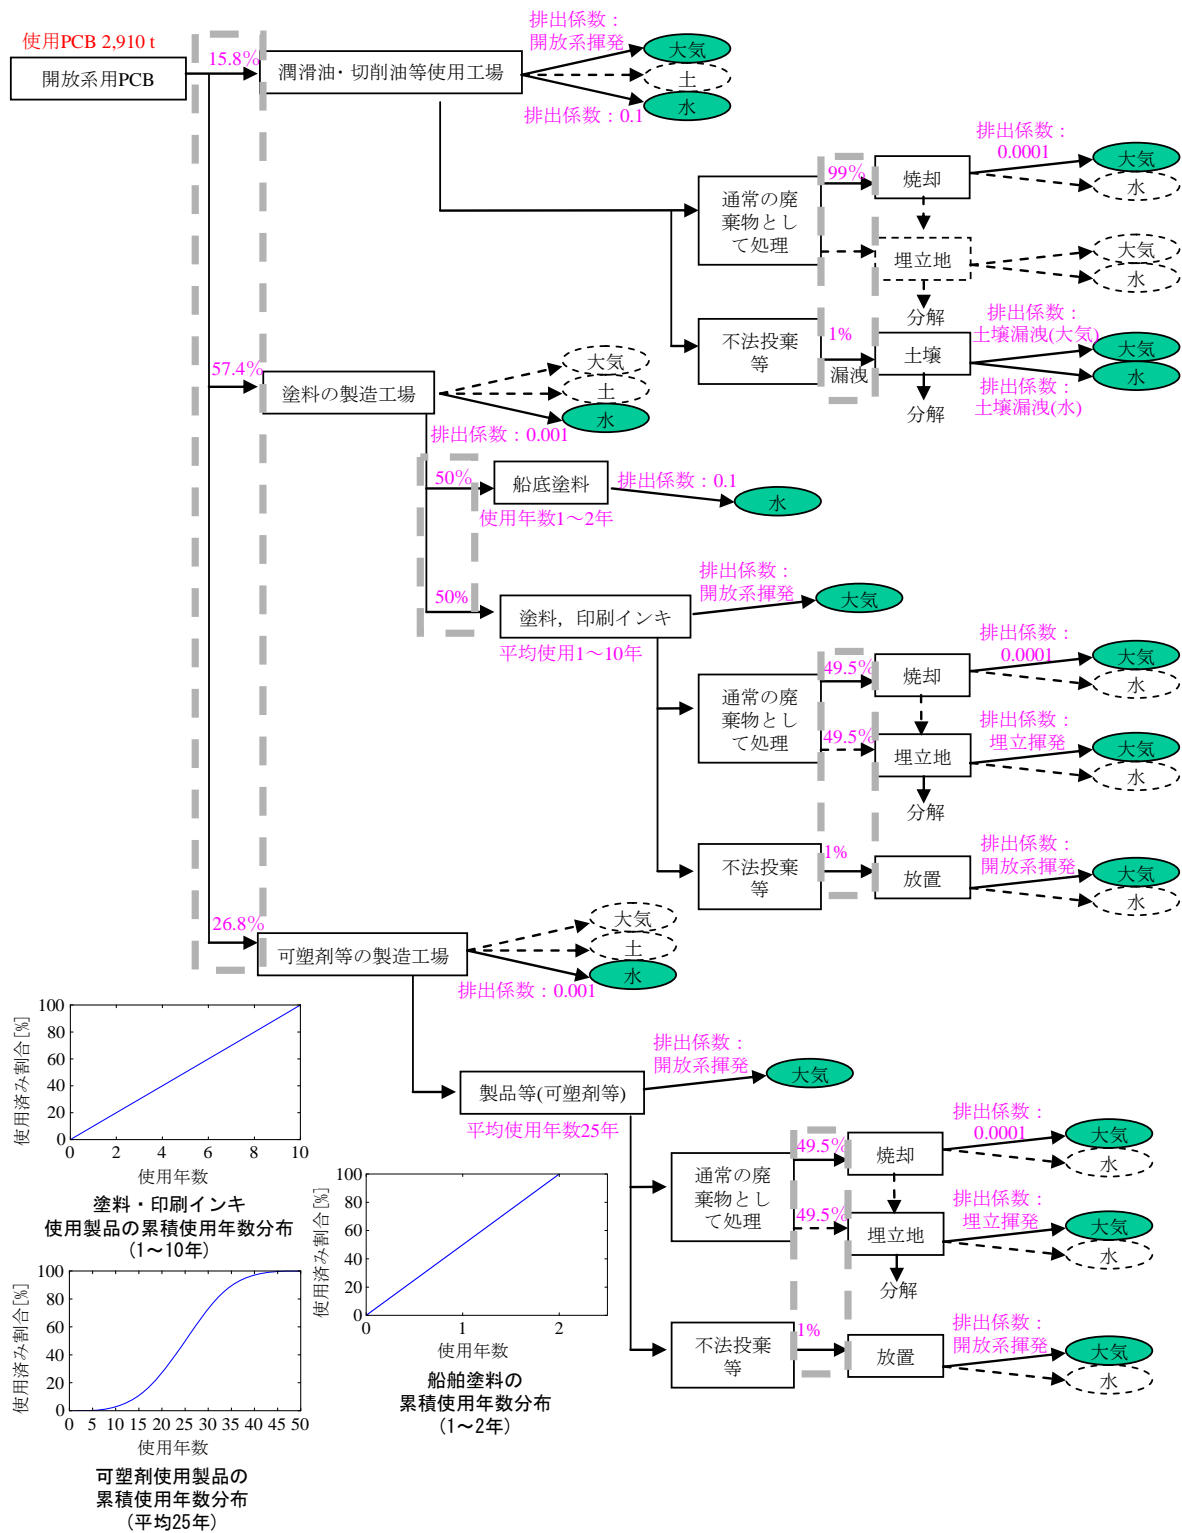 使用PCB 2,910 t
開放系用PCB
15.8%
潤滑油・切削油等使用工場
排出係数：
開放系揮発
大気
土
水
排出係数：0.1
通常の廃
棄物とし
て処理
99%
焼却
排出係数：
0.0001
大気
水
埋立地
大気
水
分解
不法投棄
等
1%
漏洩
土壌
排出係数：
土壌漏洩(大気)
大気
水
排出係数：
土壌漏洩(水)
分解
57.4%
塗料の製造工場
大気
土
水
排出係数：0.001
50%
船底塗料
排出係数：0.1
水
使用年数1～2年
50%
塗料，印刷インキ
排出係数：
開放系揮発
大気
平均使用1～10年
通常の廃
棄物とし
て処理
49.5%
焼却
排出係数：
0.0001
大気
水
49.5%
埋立地
排出係数：
埋立揮発
大気
水
分解
不法投棄
等
1%
放置
排出係数：
開放系揮発
大気
水
26.8%
可塑剤等の製造工場
大気
土
水
排出係数：0.001
製品等(可塑剤等)
排出係数：
開放系揮発
大気
平均使用年数25年
通常の廃
棄物とし
て処理
49.5%
焼却
排出係数：
0.0001
大気
水
49.5%
埋立地
排出係数：
埋立揮発
大気
水
分解
不法投棄
等
1%
放置
排出係数：
開放系揮発
大気
水
使用済み割合[%]
100
80
60
40
20
0
0 2 4 6 8 10
使用年数
塗料・印刷インキ
使用製品の累積使用年数分布
(1～10年)
使用済み割合[%]
100
80
60
40
20
0
0 1 2
使用年数
船舶塗料の
累積使用年数分布
(1～2年)
使用済み割合[%]
100
80
60
40
20
0
0 5 10 15 20 25 30 35 40 45 50
使用年数
可塑剤使用製品の
累積使用年数分布
(平均25年)